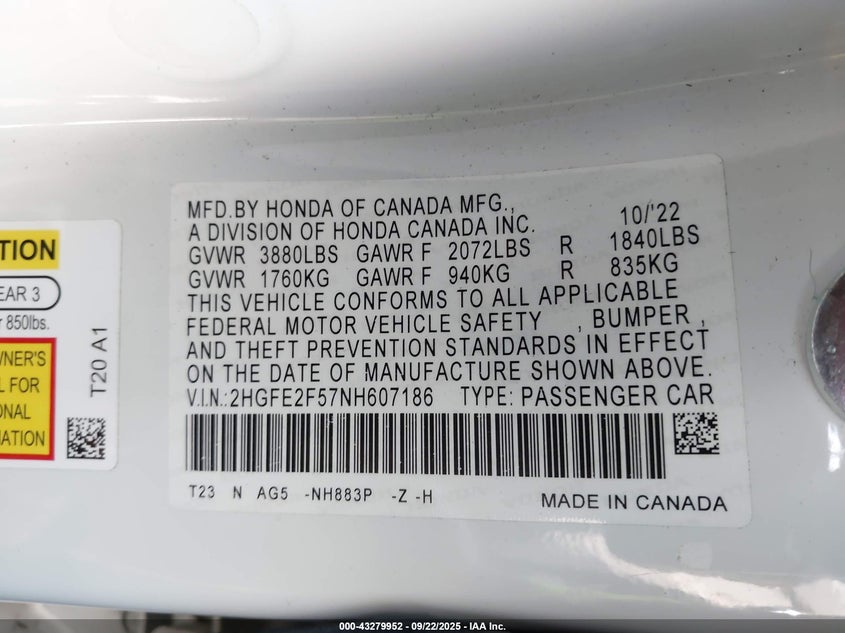 MFD.BY HONDA OF CANADA MFG., 10/'22
A DIVISION OF HONDA CANADA INC.
GVWR 3880LBS GAWR F 2072LBS R 1840LBS
GVWR 1760KG GAWR F 940KG R 835KG
THIS VEHICLE CONFORMS TO ALL APPLICABLE
FEDERAL MOTOR VEHICLE SAFETY , BUMPER ,
AND THEFT PREVENTION STANDARDS IN EFFECT
ON THE DATE OF MANUFACTURE SHOWN ABOVE.
V.I.N.:2HGFE2F57NH607186 TYPE: PASSENGER CAR
T23 N AG5 -NH883P -Z -H
MADE IN CANADA
TION
EAR 3
850lbs.
WNER'S
L FOR
ONAL
MATION
T20 A1
000-43279952 - 09/22/2025 - IAA Inc.